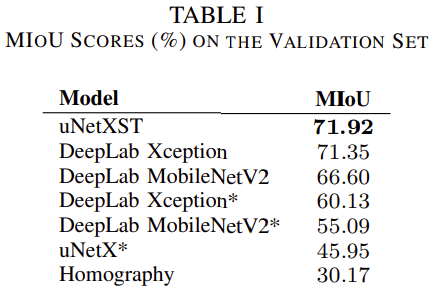 TABLE I
MIOU SCORES (%) ON THE VALIDATION SET
Model MIoU
uNetXST 71.92
DeepLab Xception 71.35
DeepLab MobileNetV2 66.60
DeepLab Xception* 60.13
DeepLab MobileNetV2* 55.09
uNetX* 45.95
Homography 30.17